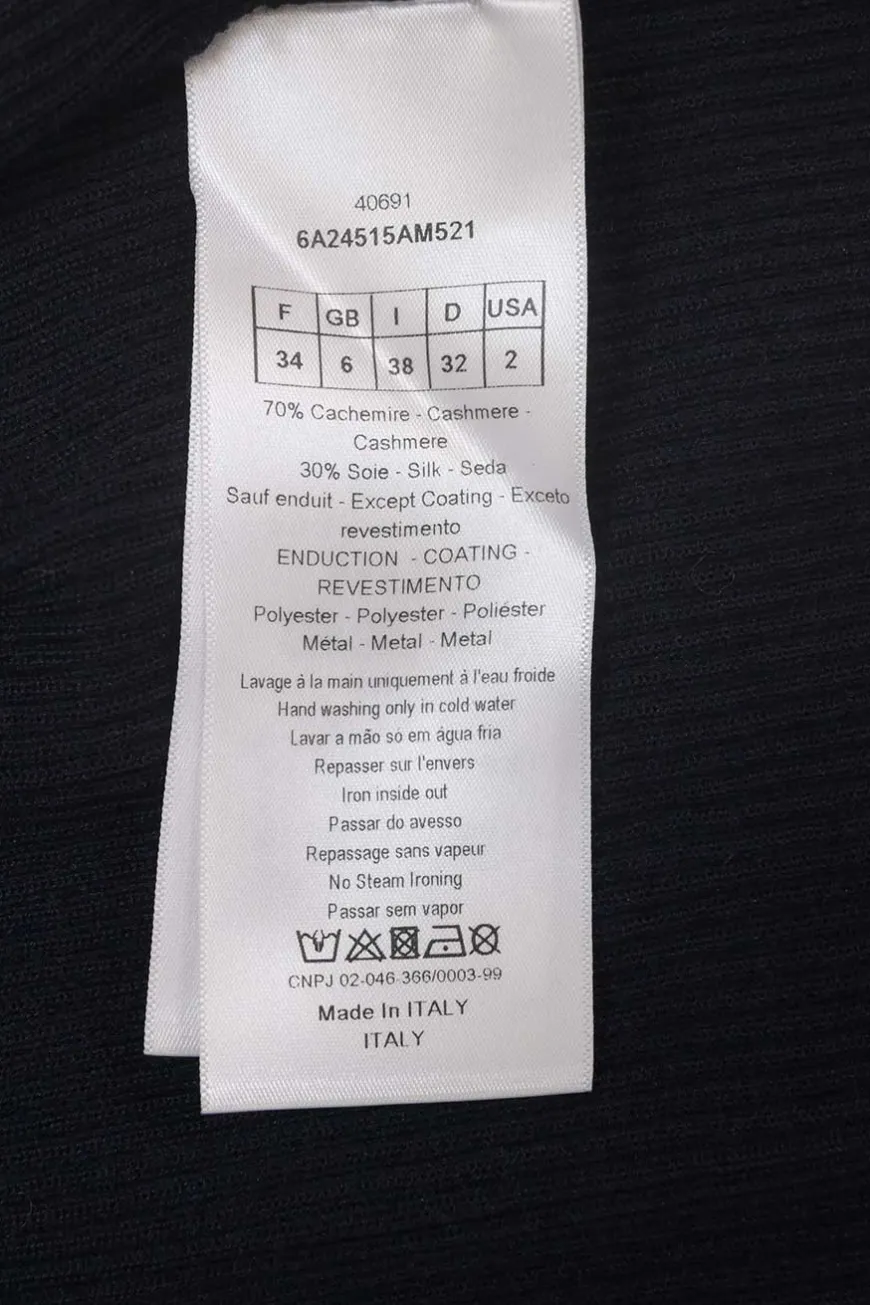 40691
6A24515AM521
F GB I D USA
34 6 38 32 2
70% Cachemire - Cashmere -
Cashmere
30% Soie - Silk - Seda
Sauf enduit - Except Coating - Exceto
revestimento
ENDUCTION - COATING -
REVESTIMENTO
Polyester - Polyester - Poliéster
Métal - Metal - Metal
Lavage à la main uniquement à l'eau froide
Hand washing only in cold water
Lavar a mão so em água fria
Repasser sur l'envers
Iron inside out
Passar do avesso
Repassage sans vapeur
No Steam Ironing
Passar sem vapor
CNPJ 02-046-366/0003-99
Made In ITALY
ITALY